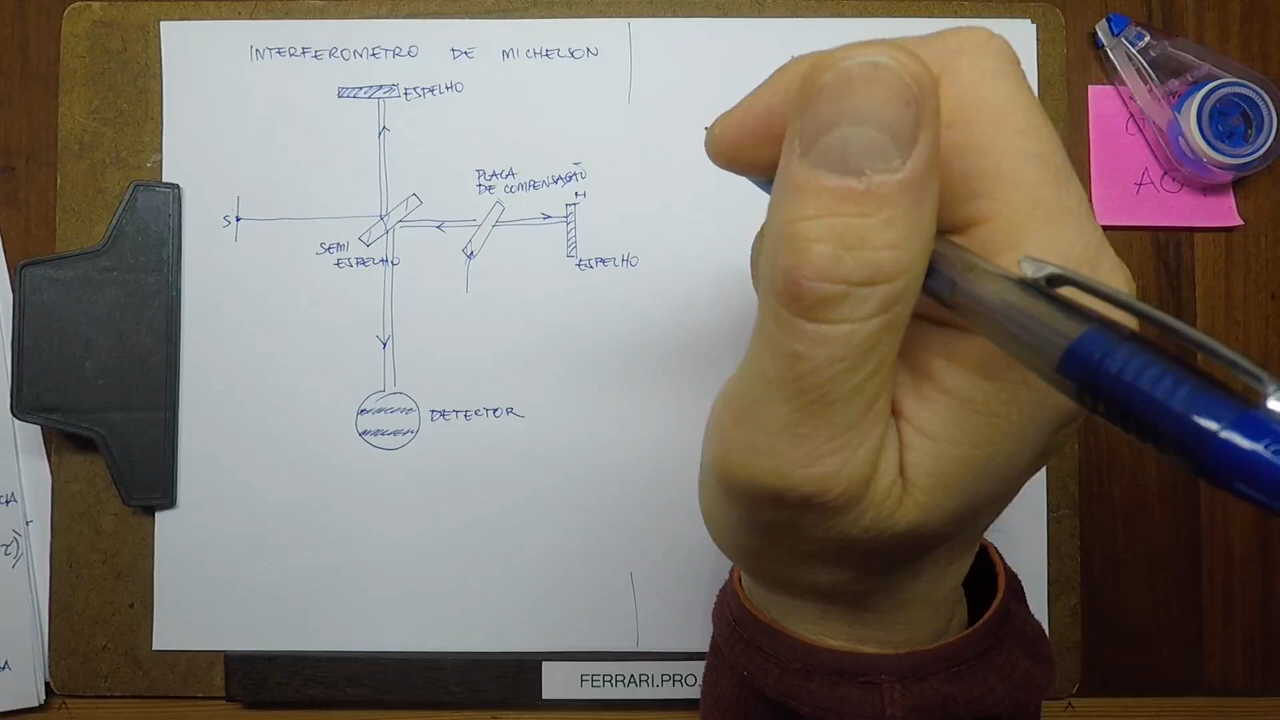 INTERFEROMETRO DE MICHELSON
ESPELHO
PLACA
DE COMPENSAÇÃO
S
SEMI
ESPELHO
ESPELHO
DETECTOR
FERRARI.PRO.